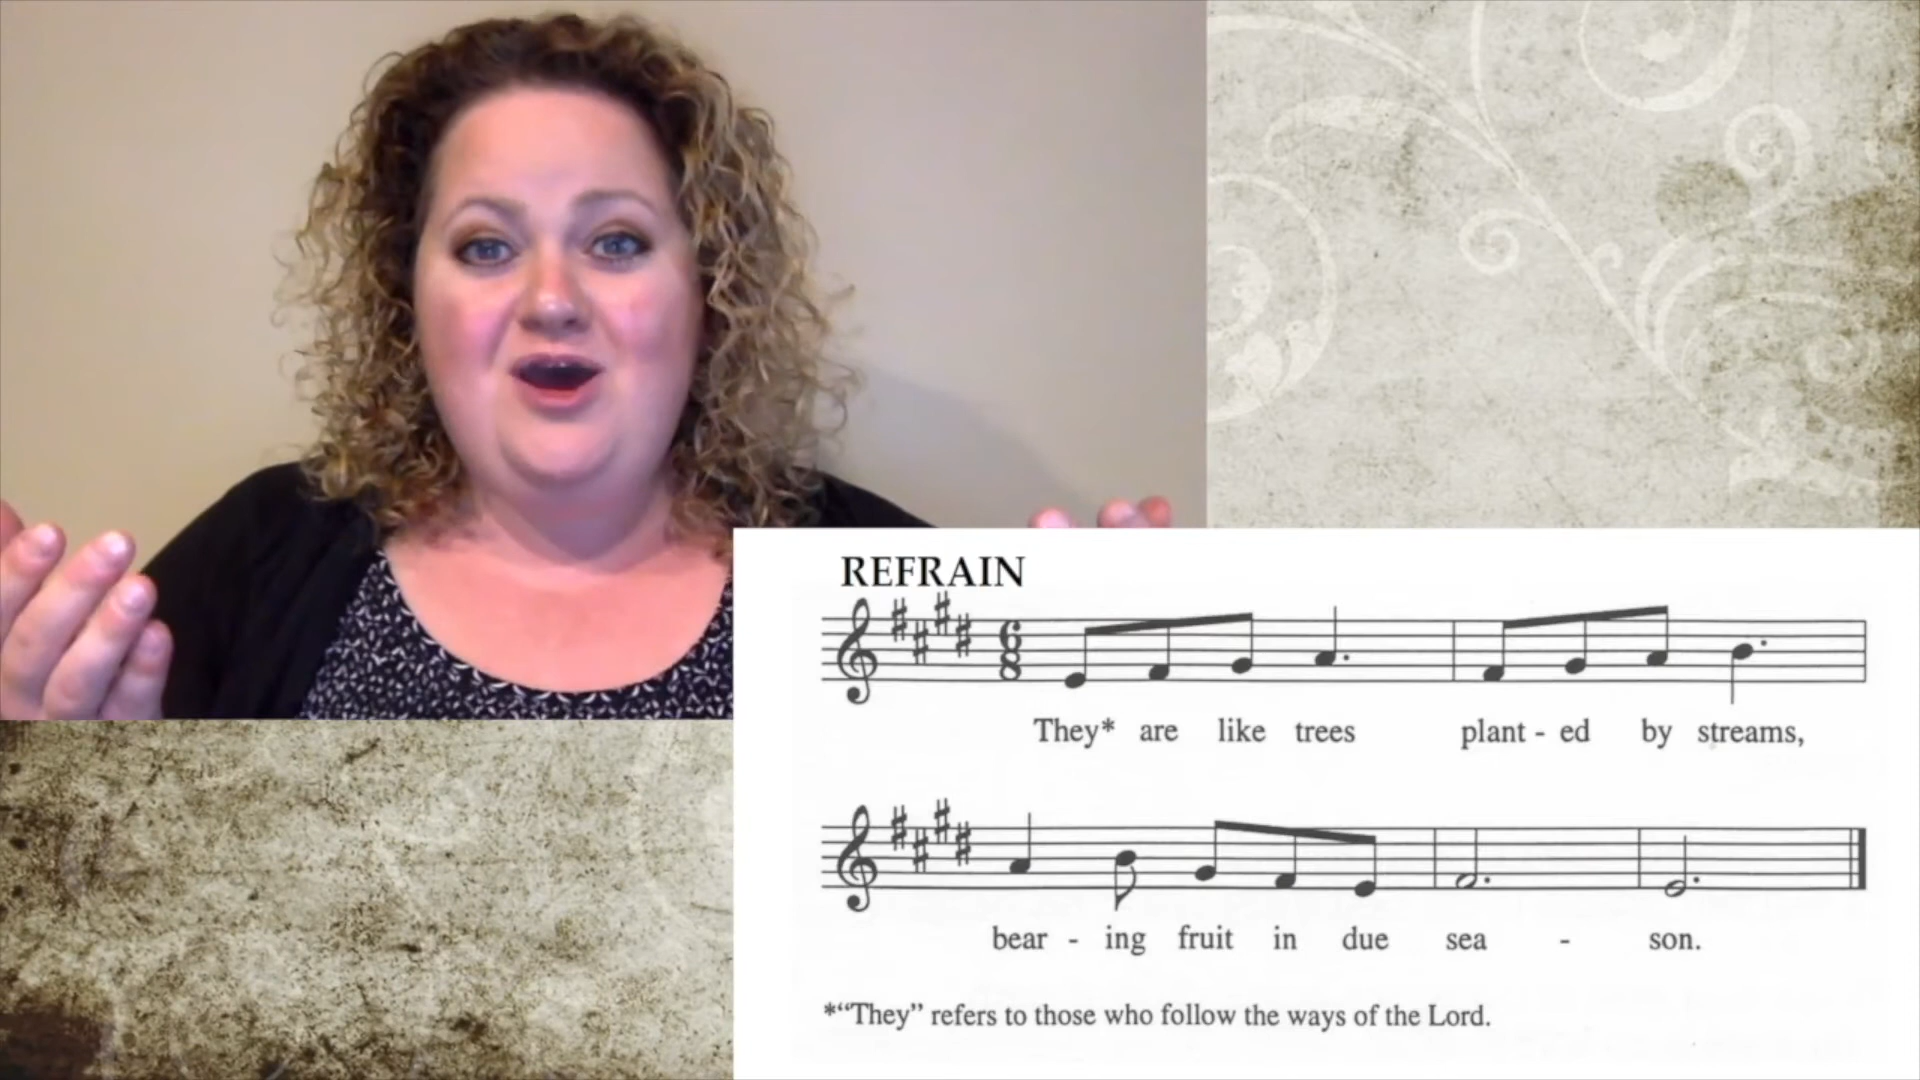 REFRAIN
They* are like trees plant - ed by streams,
bear - ing fruit in due sea - son.
*“They” refers to those who follow the ways of the Lord.